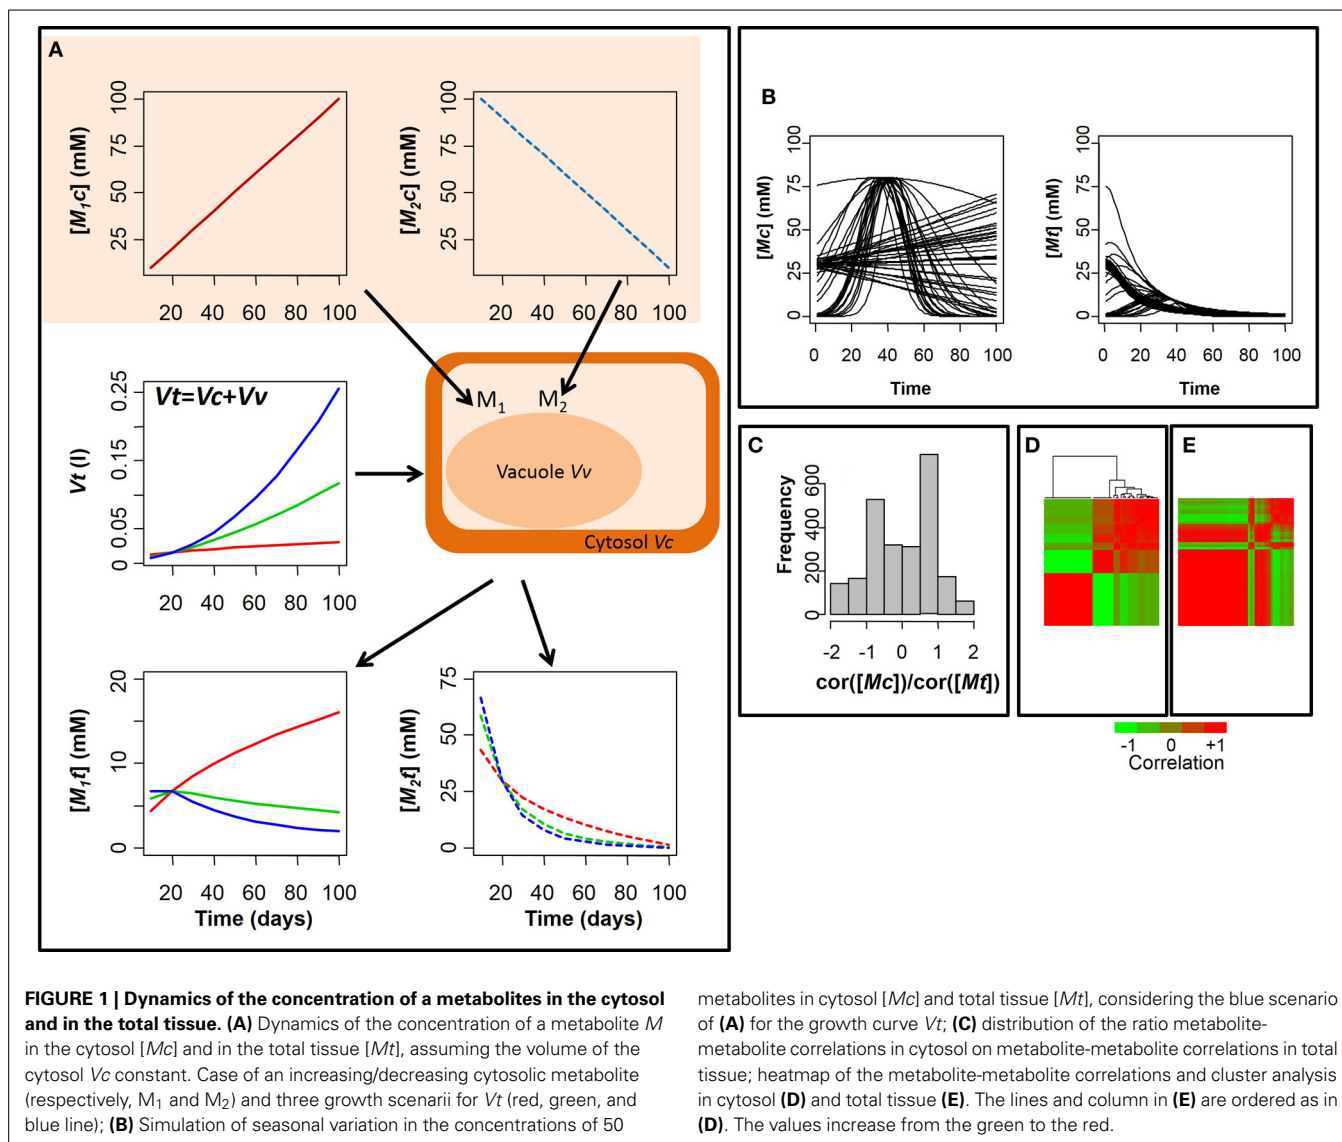 A
[M1c] (mM)
100
75
50
25
20 40 60 80 100
[M2c] (mM)
100
75
50
25
20 40 60 80 100
Vt=Vc+Vv
Vt (l)
0.25
0.15
0.05
0
20 40 60 80 100
M1 M2
Vacuole Vv
Cytosol Vc
[M1t] (mM)
20
10
0
20 40 60 80 100
Time (days)
[M2t] (mM)
75
50
25
0
20 40 60 80 100
Time (days)
B
[Mc] (mM)
100
75
50
25
0
0 20 40 60 80 100
Time
[Mt] (mM)
100
75
50
25
0
0 20 40 60 80 100
Time
C
Frequency
600
400
200
0
-2 -1 0 1 2
cor([Mc])/cor([Mt])
D
E
-1 0 +1
Correlation
FIGURE 1 | Dynamics of the concentration of a metabolites in the cytosol
and in the total tissue. (A) Dynamics of the concentration of a metabolite M
in the cytosol [Mc] and in the total tissue [Mt], assuming the volume of the
cytosol Vc constant. Case of an increasing/decreasing cytosolic metabolite
(respectively, M1 and M2) and three growth scenarii for Vt (red, green, and
blue line); (B) Simulation of seasonal variation in the concentrations of 50
metabolites in cytosol [Mc] and total tissue [Mt], considering the blue scenario
of (A) for the growth curve Vt; (C) distribution of the ratio metabolite-
metabolite correlations in cytosol on metabolite-metabolite correlations in total
tissue; heatmap of the metabolite-metabolite correlations and cluster analysis
in cytosol (D) and total tissue (E). The lines and column in (E) are ordered as in
(D). The values increase from the green to the red.